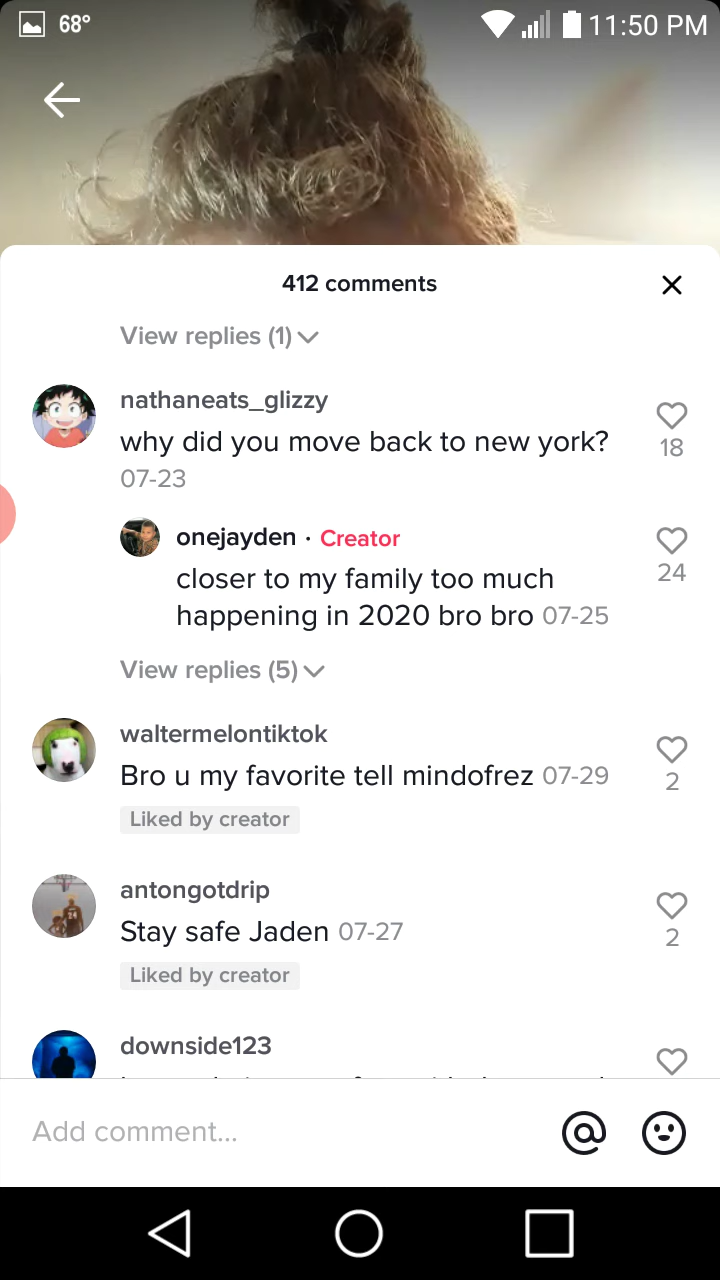 68°
11:50 PM
412 comments
View replies (1)
nathaneats_glizzy
why did you move back to new york?
18
07-23
onejayden · Creator
closer to my family too much
24
happening in 2020 bro bro 07-25
View replies (5)
waltermelontiktok
Bro u my favorite tell mindofrez 07-29
2
Liked by creator
antongotdrip
Stay safe Jaden 07-27
2
Liked by creator
downside123
Add comment...